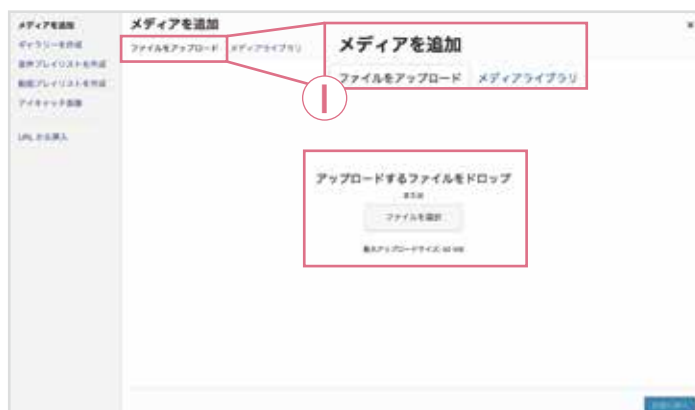 メディアを追加
ギャラリーを作成
音声プレイリストを作成
動画プレイリストを作成
アイキャッチ画像
URL から挿入
メディアを追加
ファイルをアップロード メディアライブラリ
メディアを追加
ファイルをアップロード メディアライブラリ
1
アップロードするファイルをドロップ
または
ファイルを選択
最大アップロードサイズ:
×